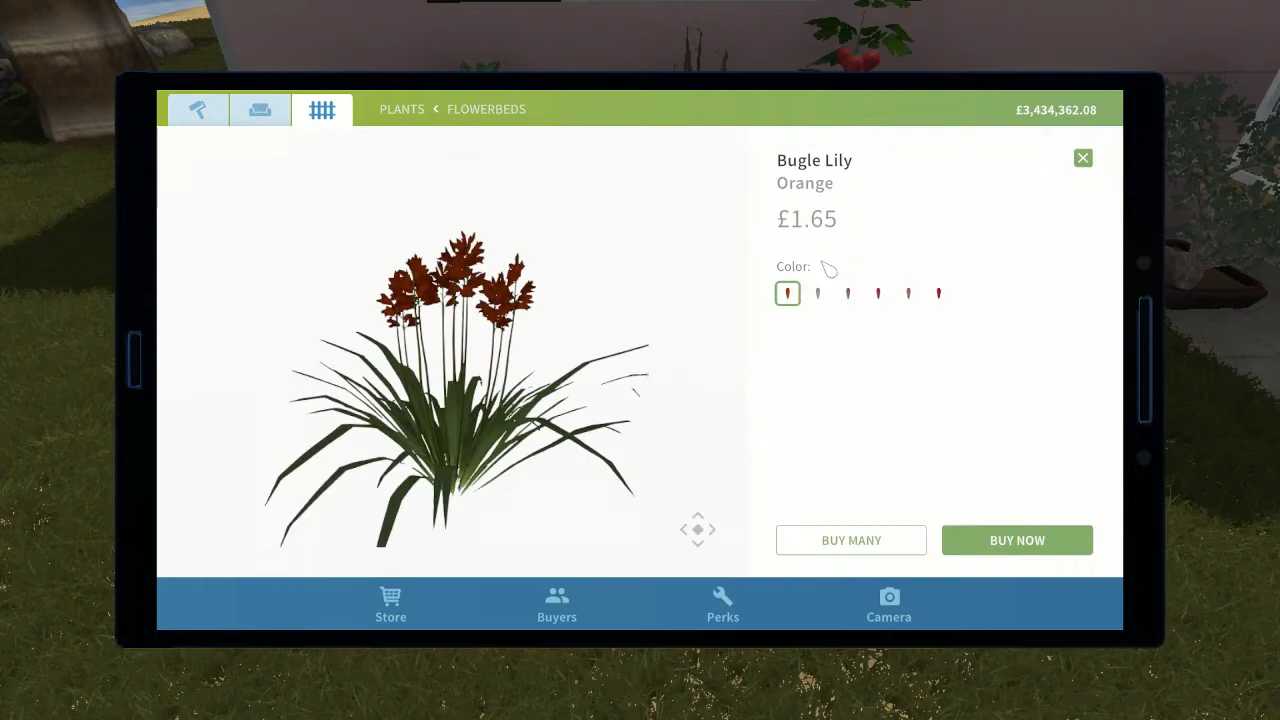 PLANTS < FLOWERBEDS
£3,434,362.08
Bugle Lily
Orange
£1.65
Color:
BUY MANY
BUY NOW
Store
Buyers
Perks
Camera